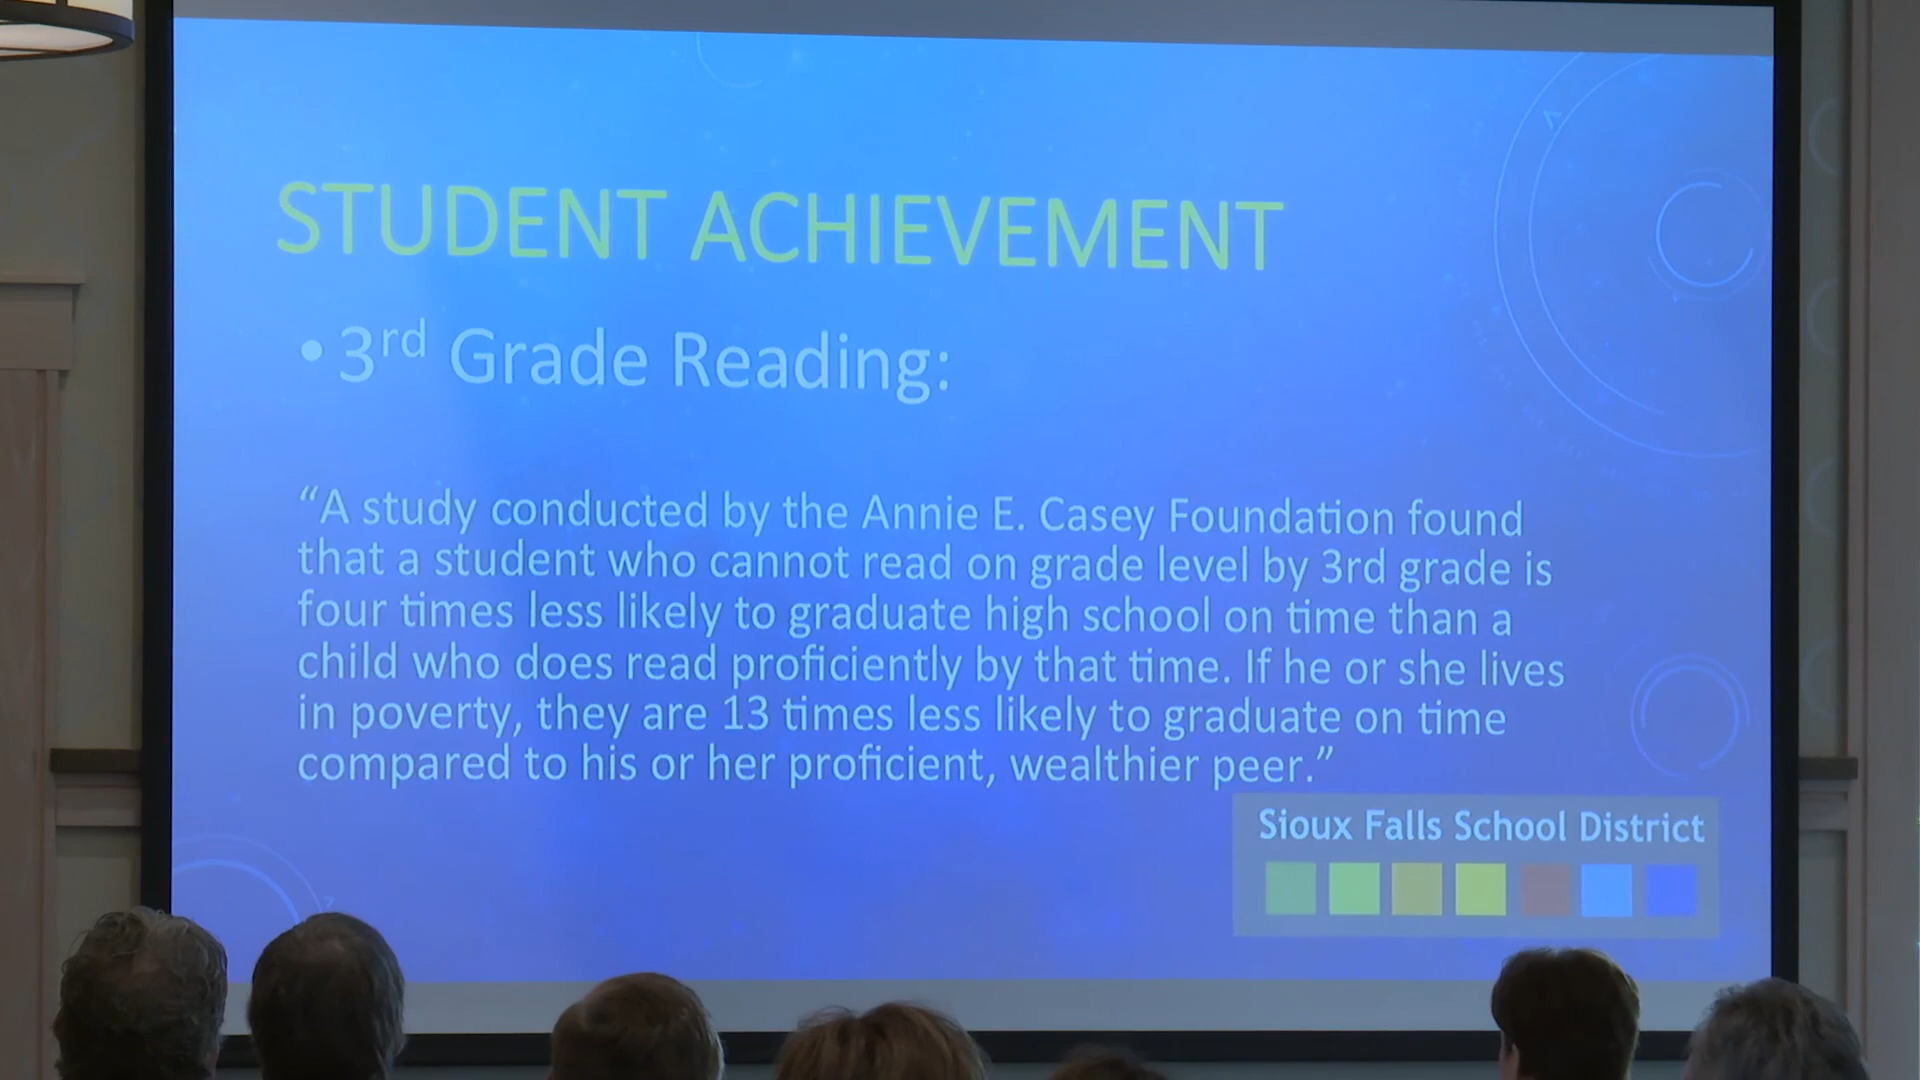 STUDENT ACHIEVEMENT
• 3rd Grade Reading:
“A study conducted by the Annie E. Casey Foundation found
that a student who cannot read on grade level by 3rd grade is
four times less likely to graduate high school on time than a
child who does read proficiently by that time. If he or she lives
in poverty, they are 13 times less likely to graduate on time
compared to his or her proficient, wealthier peer.”
Sioux Falls School District